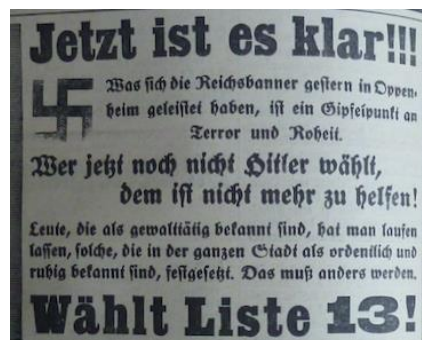 Jetzt ist es klar!!!
Was sich die Reichsbanner gestern in Oppen-
heim geleistet haben, ist ein Gipfelpunkt an
Terror und Roheit.
Wer jetzt noch nicht Hitler wählt,
dem ist nicht mehr zu helfen!
Leute, die als gewalttätig bekannt sind, hat man laufen
lassen, solche, die in der ganzen Stadt als ordentlich und
ruhig bekannt sind, festgesetzt. Das muß anders werden.
Wählt Liste 13!